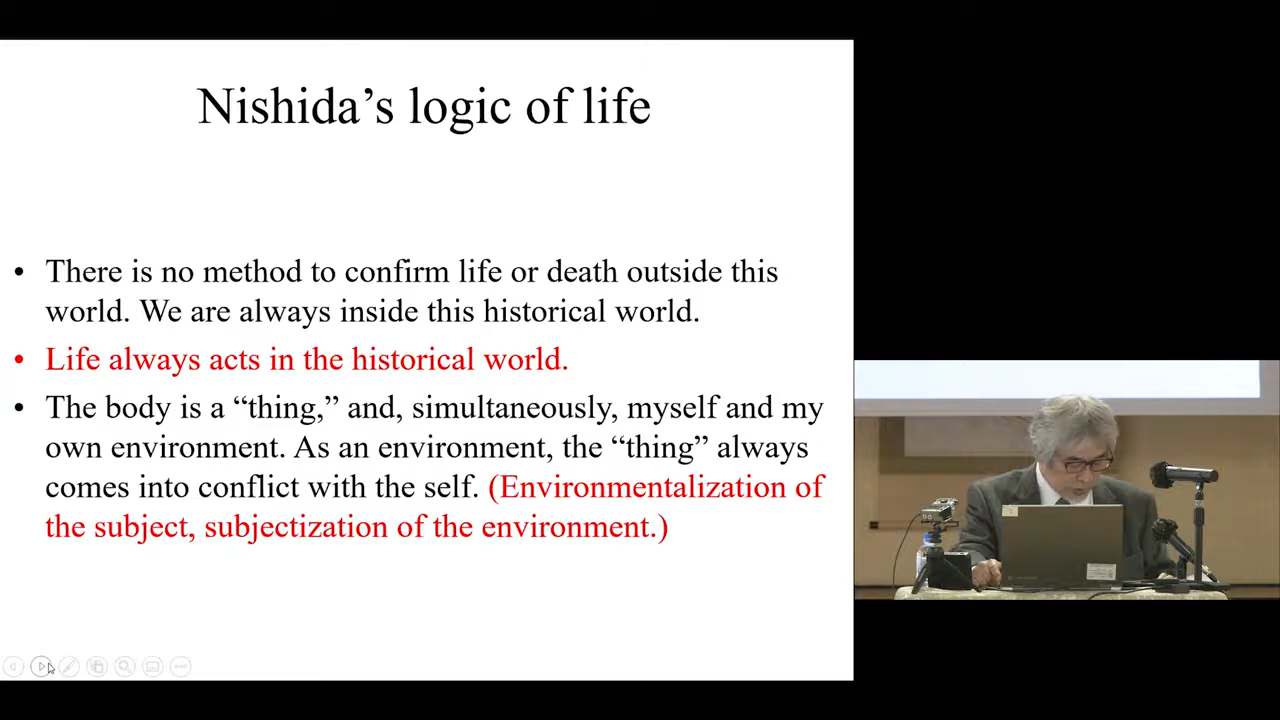 Nishida’s logic of life
• There is no method to confirm life or death outside this
world. We are always inside this historical world.
• Life always acts in the historical world.
• The body is a “thing,” and, simultaneously, myself and my
own environment. As an environment, the “thing” always
comes into conflict with the self. (Environmentalization of
the subject, subjectization of the environment.)